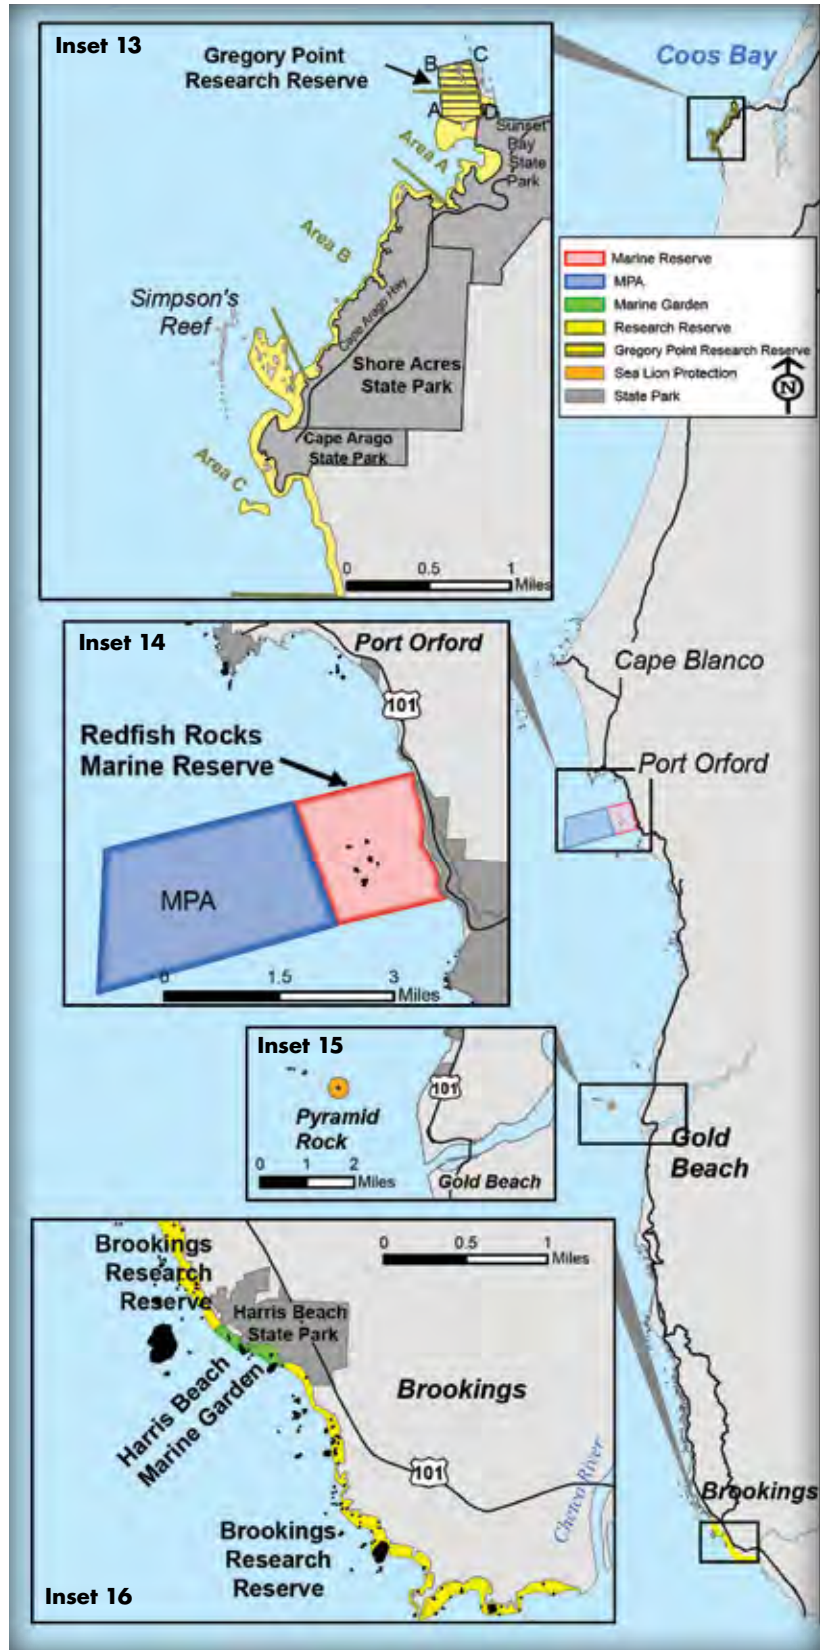 Inset 13
Gregory Point
Research Reserve
B
C
A
D
Sunset
Bay
State
Park
Area A
Area B
Simpson's
Reef
Cape Arago Hwy
Shore Acres
State Park
Cape Arago
State Park
Area C
0 0.5 1
Miles
Coos Bay
Marine Reserve
MPA
Marine Garden
Research Reserve
Gregory Point Research Reserve
Sea Lion Protection
State Park
N
Cape Blanco
Port Orford
Inset 14
Port Orford
101
Redfish Rocks
Marine Reserve
MPA
0 1.5 3
Miles
Inset 15
101
Pyramid
Rock
0 1 2
Miles
Gold Beach
Gold
Beach
Brookings
Research
Reserve
0 0.5 1
Miles
Harris Beach
State Park
Harris Beach
Marine Garden
Brookings
101
Chetco River
Brookings
Research
Reserve
Inset 16
Brookings